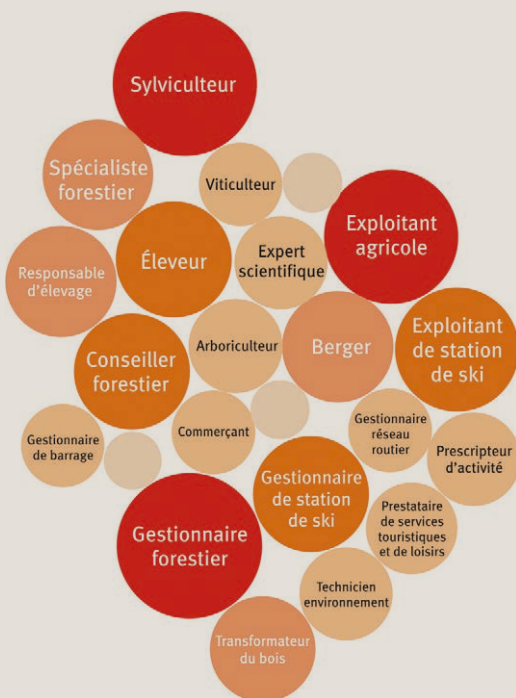 Sylviculteur
Spécialiste
forestier
Viticulteur
Exploitant
agricole
Éleveur
Expert
scientifique
Responsable
d'élevage
Arboriculteur
Berger
Exploitant
de station
de ski
Conseiller
forestier
Commerçant
Gestionnaire
réseau
routier
Gestionnaire
de barrage
Prescripteur
d'activité
Gestionnaire
de station
de ski
Prestataire
de services
touristiques
et de loisirs
Gestionnaire
forestier
Technicien
environnement
Transformateur
du bois